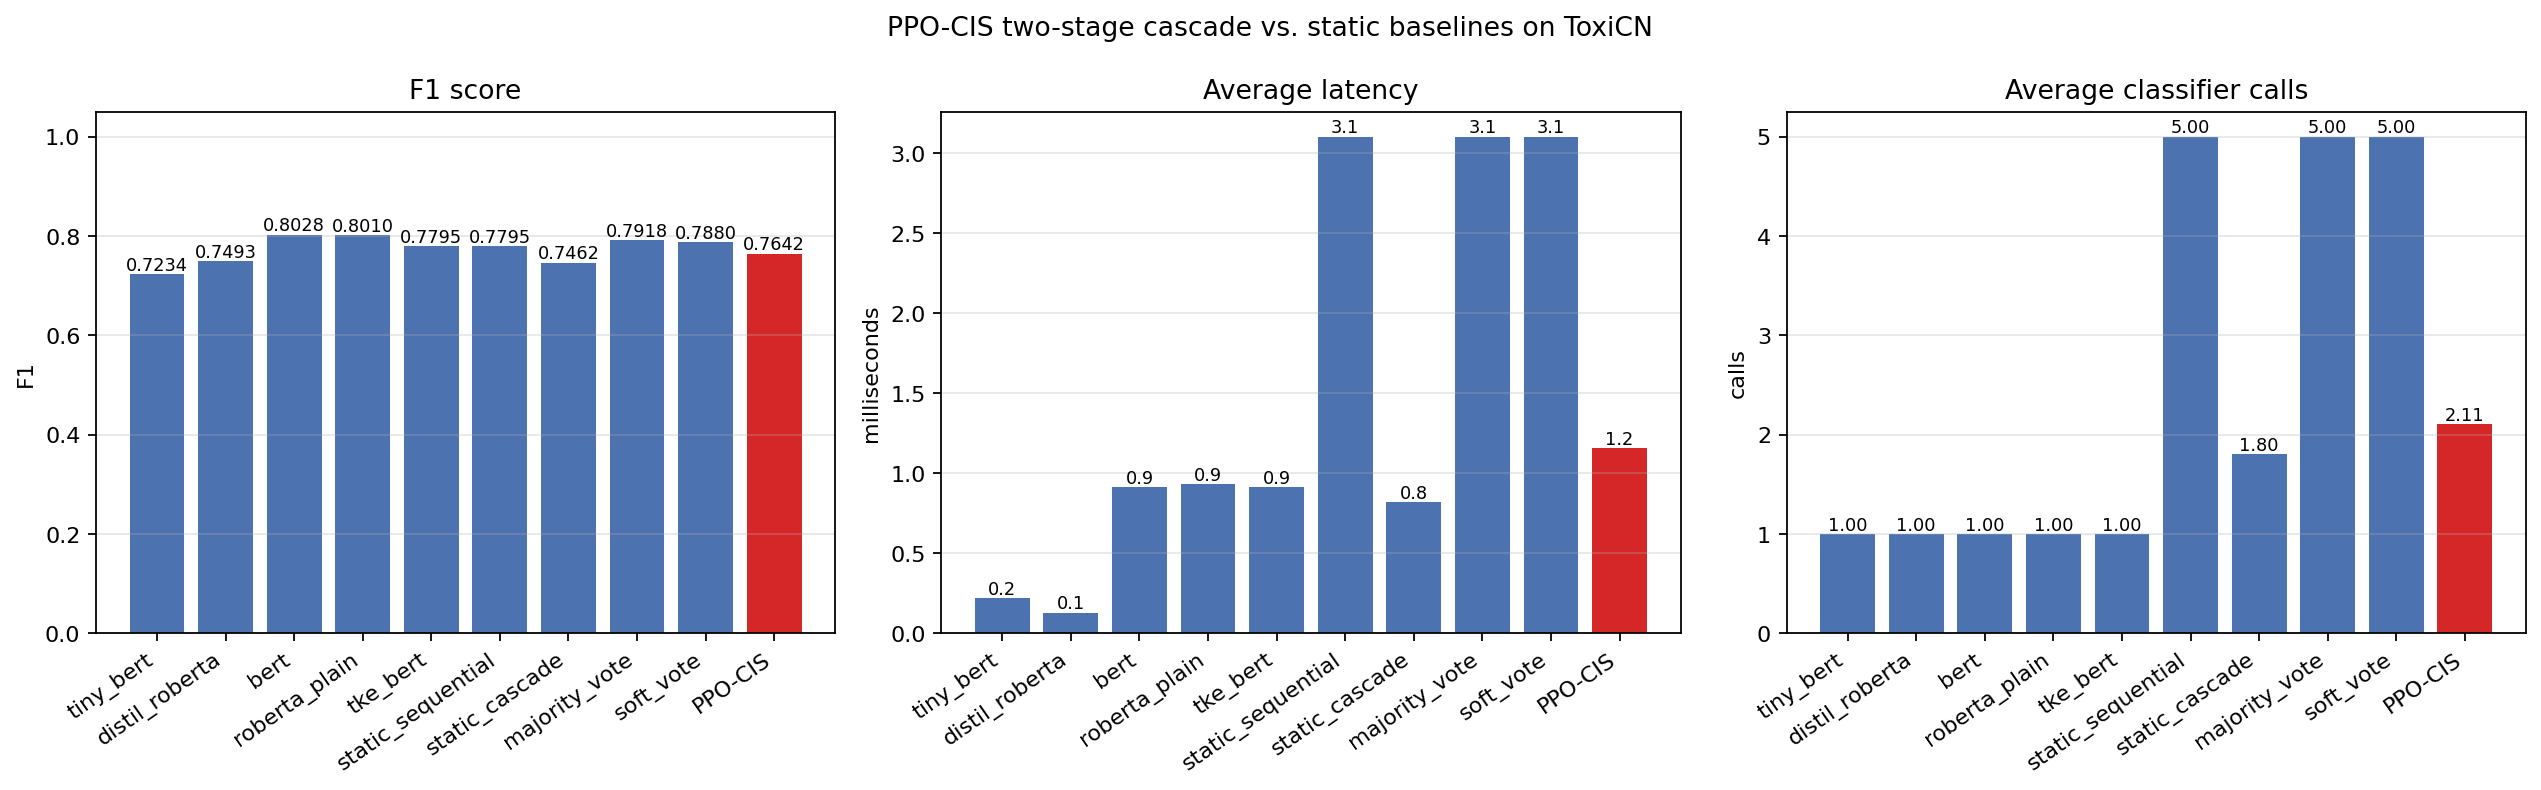 PPO-CIS two-stage cascade vs. static baselines on ToxiCN
F1 score
F1
1.0
0.8
0.6
0.4
0.2
0.0
0.7234
0.7493
0.8028
0.8010
0.7795
0.7795
0.7462
0.7918
0.7880
0.7642
tiny_bert
distil_roberta
bert
roberta_plain
tke_bert
static_sequential
static_cascade
majority_vote
soft_vote
PPO-CIS
Average latency
milliseconds
3.0
2.5
2.0
1.5
1.0
0.5
0.0
0.2
0.1
0.9
0.9
0.9
3.1
0.8
3.1
3.1
1.2
tiny_bert
distil_roberta
bert
roberta_plain
tke_bert
static_sequential
static_cascade
majority_vote
soft_vote
PPO-CIS
Average classifier calls
calls
5
4
3
2
1
0
1.00
1.00
1.00
1.00
1.00
5.00
1.80
5.00
5.00
2.11
tiny_bert
distil_roberta
bert
roberta_plain
tke_bert
static_sequential
static_cascade
majority_vote
soft_vote
PPO-CIS